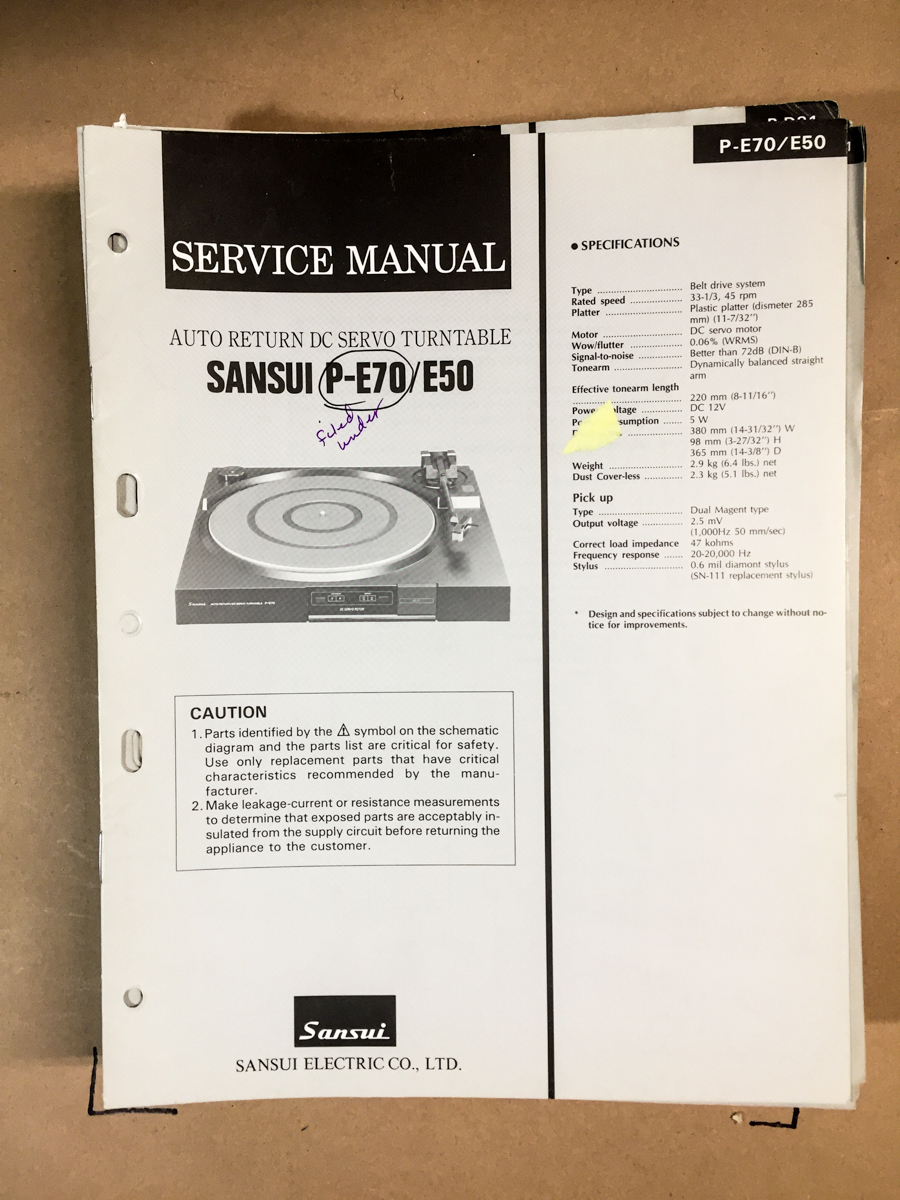 P-E70/E50
SERVICE MANUAL
AUTO RETURN DC SERVO TURNTABLE
SANSUI P-E70/E50
filed
under
CAUTION
1. Parts identified by the ⚠ symbol on the schematic
diagram and the parts list are critical for safety.
Use only replacement parts that have critical
characteristics recommended by the manu-
facturer.
2. Make leakage-current or resistance measurements
to determine that exposed parts are acceptably in-
sulated from the supply circuit before returning the
appliance to the customer.
Sansui
SANSUI ELECTRIC CO., LTD.
● SPECIFICATIONS
Type .............................. Belt drive system
Rated speed .................. 33-1/3, 45 rpm
Platter ............................. Plastic platter (dismeter 285
mm) (11-7/32")
Motor ............................. DC servo motor
Wow/flutter .................... 0.06% (WRMS)
Signal-to-noise ............... Better than 72dB (DIN-B)
Tonearm ........................ Dynamically balanced straight
arm
Effective tonearm length
...................................... 220 mm (8-11/16")
DC 12V
5 W
380 mm (14-31/32") W
98 mm (3-27/32") H
365 mm (14-3/8") D
Weight .......................... 2.9 kg (6.4 lbs.) net
Dust Cover-less ............. 2.3 kg (5.1 lbs.) net
Pick up
Type ............................. Dual Magent type
Output voltage .............. 2.5 mV
(1,000Hz 50 mm/sec)
Correct load impedance 47 kohms
Frequency response ....... 20-20,000 Hz
Stylus ............................ 0.6 mil diamont stylus
(SN-111 replacement stylus)
* Design and specifications subject to change without no-
tice for improvements.